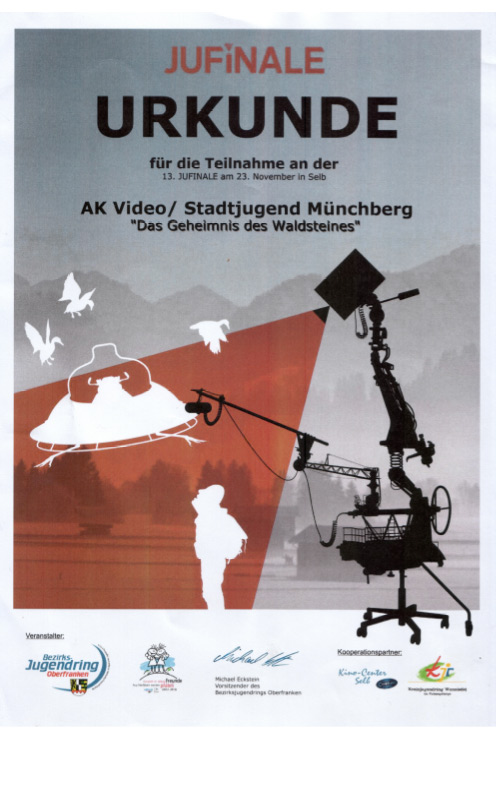 JUFiNALE
URKUNDE
für die Teilnahme an der
13. JUFINALE am 23. November in Selb
AK Video/ Stadtjugend Münchberg
"Das Geheimnis des Waldsteines"
Veranstalter:
Bezirks-
Jugendring
Oberfranken
Michael Eckstein
Vorsitzender des
Bezirksjugendrings Oberfranken
Kooperationspartner:
Kino-Center
Selb